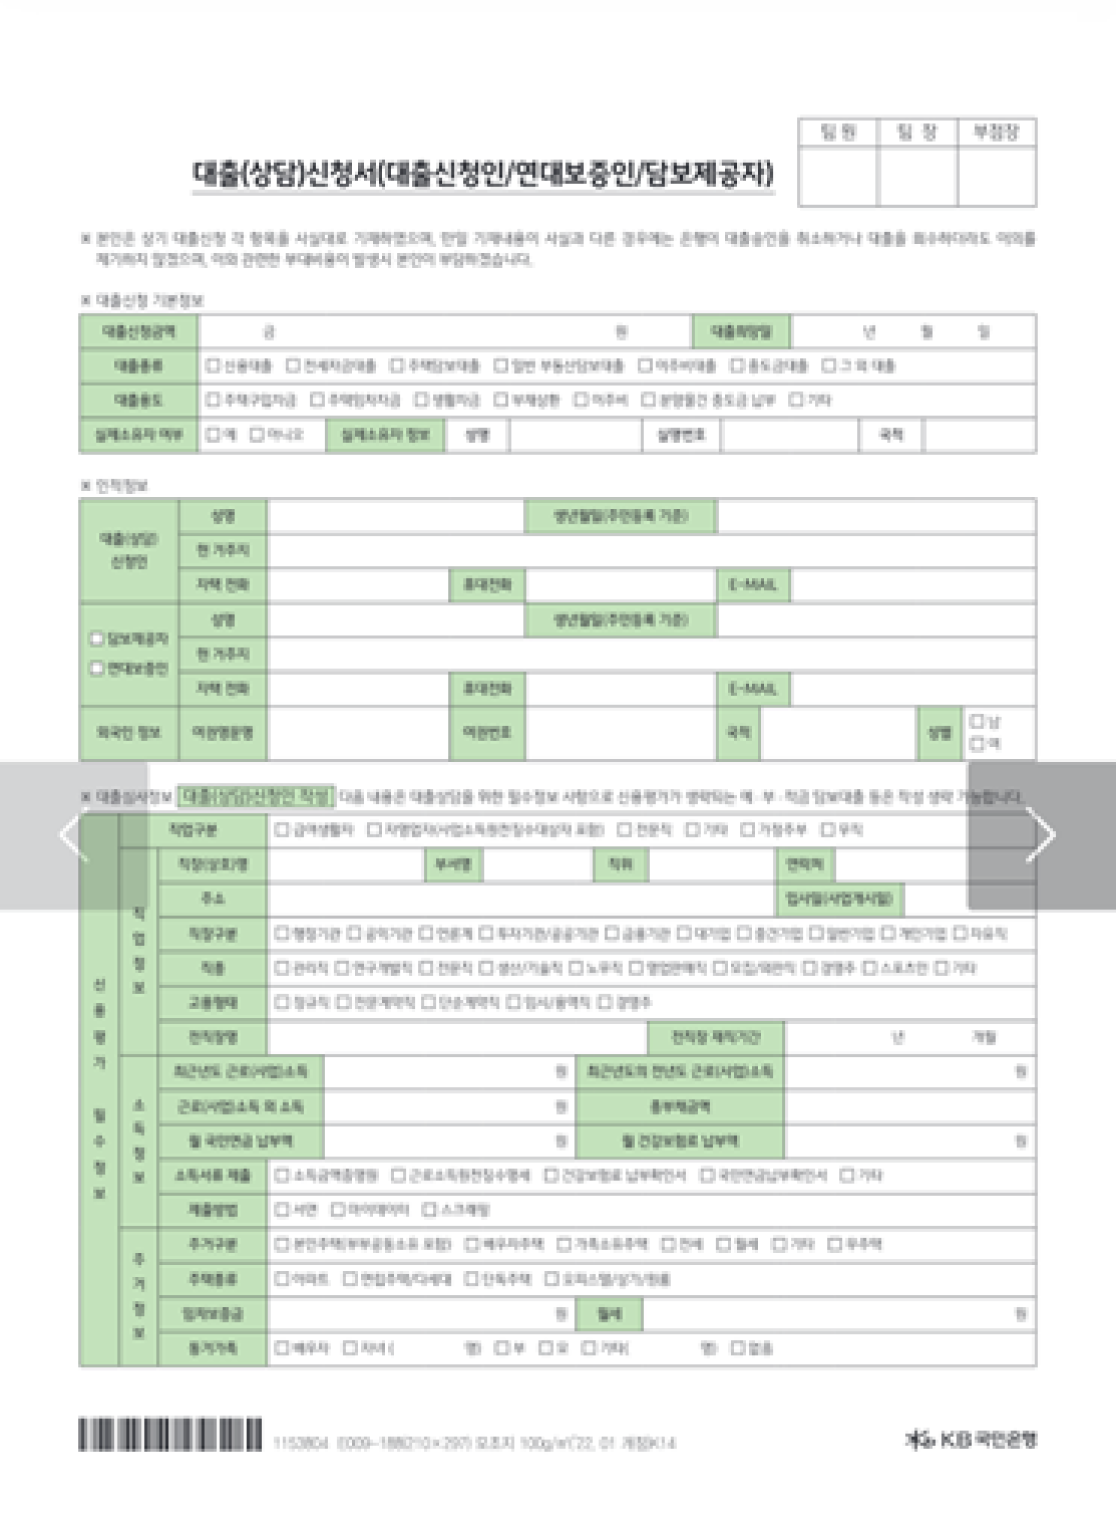 팀 원 팀 장 부점장
대출(상담)신청서(대출신청인/연대보증인/담보제공자)
※ 본인은 상기 대출신청 각 항목을 사실대로 기재하였으며, 만일 기재내용이 사실과 다른 경우에는 은행이 대출승인을 취소하거나 대출을 회수하더라도 이의를
제기하지 않겠으며, 이와 관련한 부대비용이 발생시 본인이 부담하겠습니다.
※ 대출신청 기본정보
대출신청금액 금 원 대출희망일 년 월 일
대출종류 신용대출 전세자금대출 주택담보대출 일반 부동산담보대출 이주비대출 중도금대출 그 외 대출
대출용도 주택구입자금 주택임차자금 생활자금 부채상환 이주비 분양물건 중도금 납부 기타
실제소유자 여부 예 아니오 실제소유자 정보 성명 실명번호 국적
※ 인적정보
대출(상담)
신청인
성명 생년월일(주민등록 기준)
현 거주지
자택 전화 휴대전화 E-MAIL
담보제공자
연대보증인
성명 생년월일(주민등록 기준)
현 거주지
자택 전화 휴대전화 E-MAIL
외국인 정보 여권영문명 여권번호 국적 성별 남
여
※ 대출심사정보 대출(상담)신청인 작성 다음 내용은 대출상담을 위한 필수정보 사항으로 신용평가가 생략되는 예·부·적금 담보대출 등은 작성 생략 가능합니다.
신용평가 필수정보
직업정보
직업구분 급여생활자 자영업자(사업소득원천징수대상자 포함) 전문직 기타 가정주부 무직
직장(상호)명 부서명 직위 연락처
주소 입사일(사업개시일)
직장구분 행정기관 공익기관 언론계 투자기관/공공기관 금융기관 대기업 중견기업 일반기업 개인기업 자유직
직종 관리직 연구개발직 전문직 생산/기술직 노무직 영업판매직 모집/외판직 경영주 스포츠인 기타
고용형태 정규직 전문계약직 단순계약직 임시/용역직 경영주
전직장명 전직장 재직기간 년 개월
소득정보
최근년도 근로(사업)소득 원 최근년도의 전년도 근로(사업)소득 원
근로(사업)소득 외 소득 원 총부채금액 원
월 국민연금 납부액 원 월 건강보험료 납부액 원
소득서류 제출 소득금액증명원 근로소득원천징수영수증 건강보험료 납부확인서 국민연금납부확인서 기타
제출방법 서면 마이데이터 스크래핑
주거정보
주거구분 본인주택(부부공동소유 포함) 배우자주택 가족소유주택 전세 월세 기타 무주택
주택종류 아파트 연립주택/다세대 단독주택 오피스텔/상가/원룸
임차보증금 원 월세 원
동거가족 배우자 자녀( 명) 부 모 기타( 명) 없음
KB 국민은행